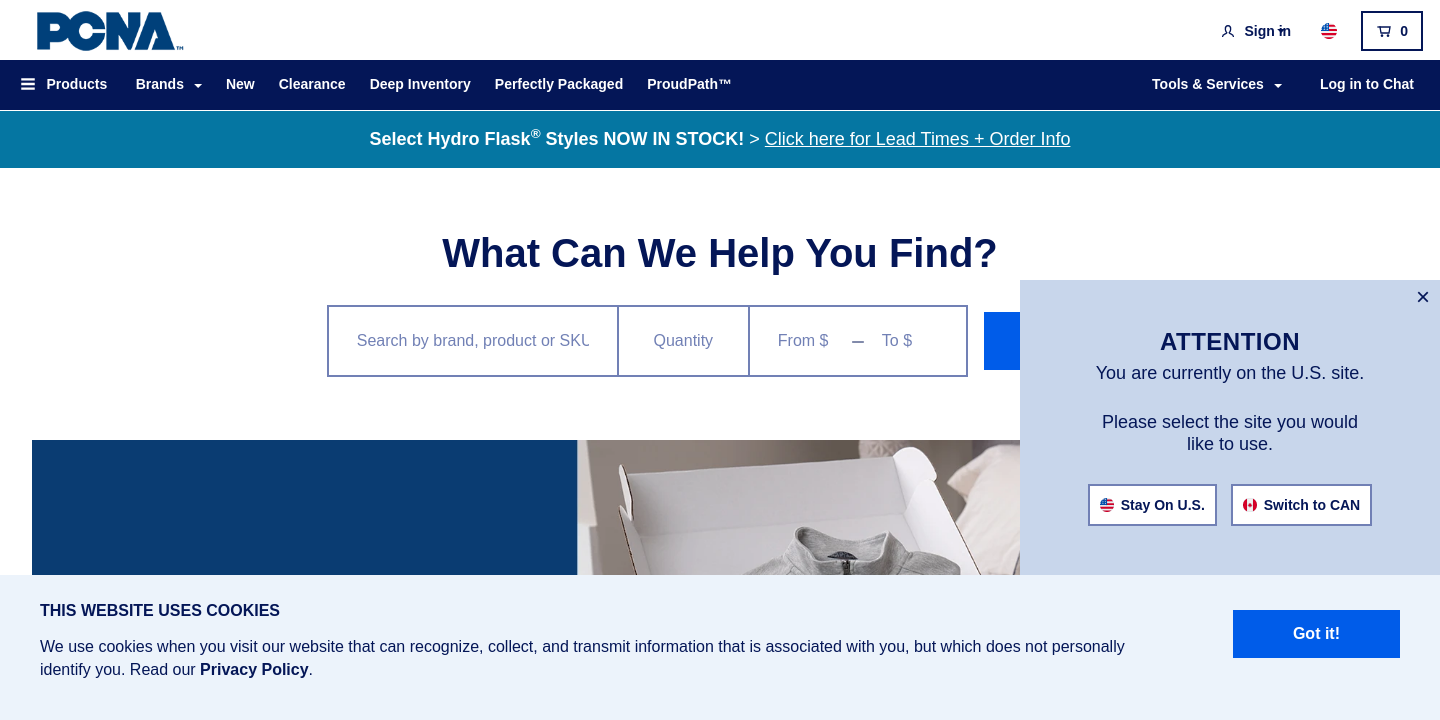 PCNA™
Sign in
0
Products
Brands
New
Clearance
Deep Inventory
Perfectly Packaged
ProudPath™
Tools & Services
Log in to Chat
Select Hydro Flask® Styles NOW IN STOCK! > Click here for Lead Times + Order Info
What Can We Help You Find?
Search by brand, product or SKU
Quantity
From $ – To $
×
ATTENTION
You are currently on the U.S. site.
Please select the site you would
like to use.
Stay On U.S.
Switch to CAN
THIS WEBSITE USES COOKIES
We use cookies when you visit our website that can recognize, collect, and transmit information that is associated with you, but which does not personally
identify you. Read our Privacy Policy.
Got it!